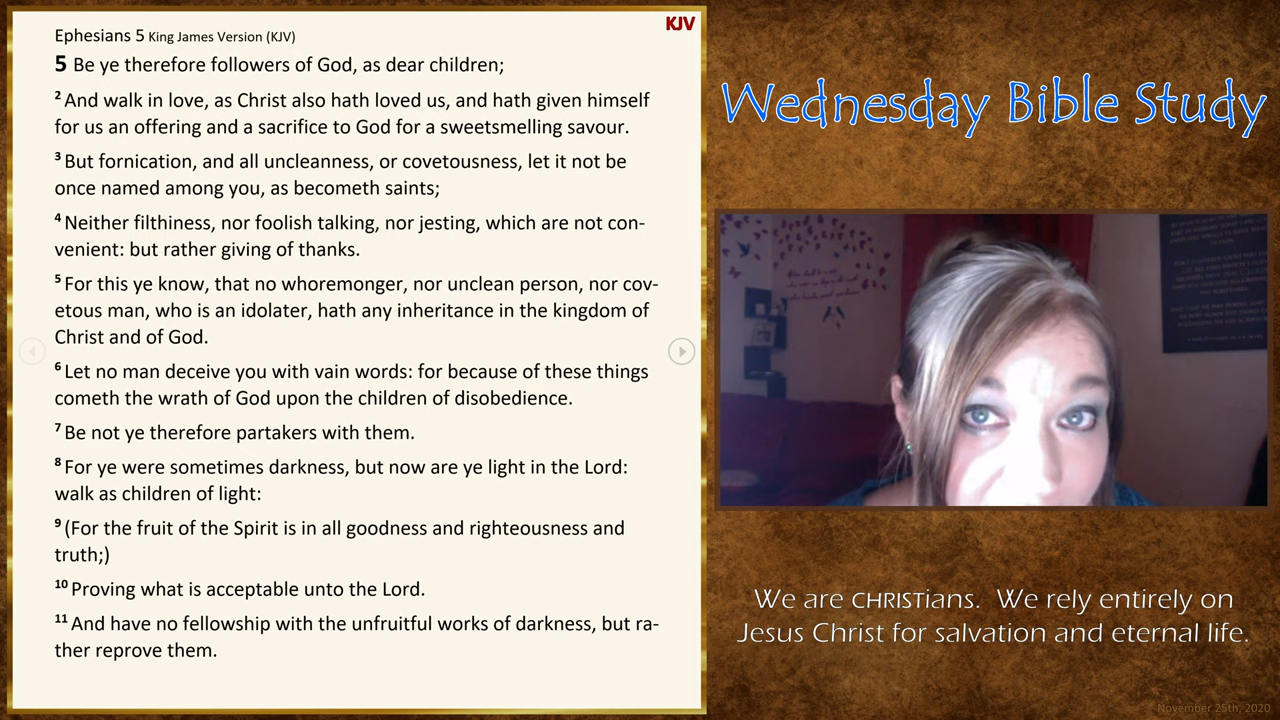 KJV
Ephesians 5 King James Version (KJV)
5 Be ye therefore followers of God, as dear children;
2 And walk in love, as Christ also hath loved us, and hath given himself
for us an offering and a sacrifice to God for a sweetsmelling savour.
3 But fornication, and all uncleanness, or covetousness, let it not be
once named among you, as becometh saints;
4 Neither filthiness, nor foolish talking, nor jesting, which are not con-
venient: but rather giving of thanks.
5 For this ye know, that no whoremonger, nor unclean person, nor cov-
etous man, who is an idolater, hath any inheritance in the kingdom of
Christ and of God.
6 Let no man deceive you with vain words: for because of these things
cometh the wrath of God upon the children of disobedience.
7 Be not ye therefore partakers with them.
8 For ye were sometimes darkness, but now are ye light in the Lord:
walk as children of light:
9 (For the fruit of the Spirit is in all goodness and righteousness and
truth;)
10 Proving what is acceptable unto the Lord.
11 And have no fellowship with the unfruitful works of darkness, but ra-
ther reprove them.
Wednesday Bible Study
We are CHRISTians. We rely entirely on
Jesus Christ for salvation and eternal life.
November 25th, 2020